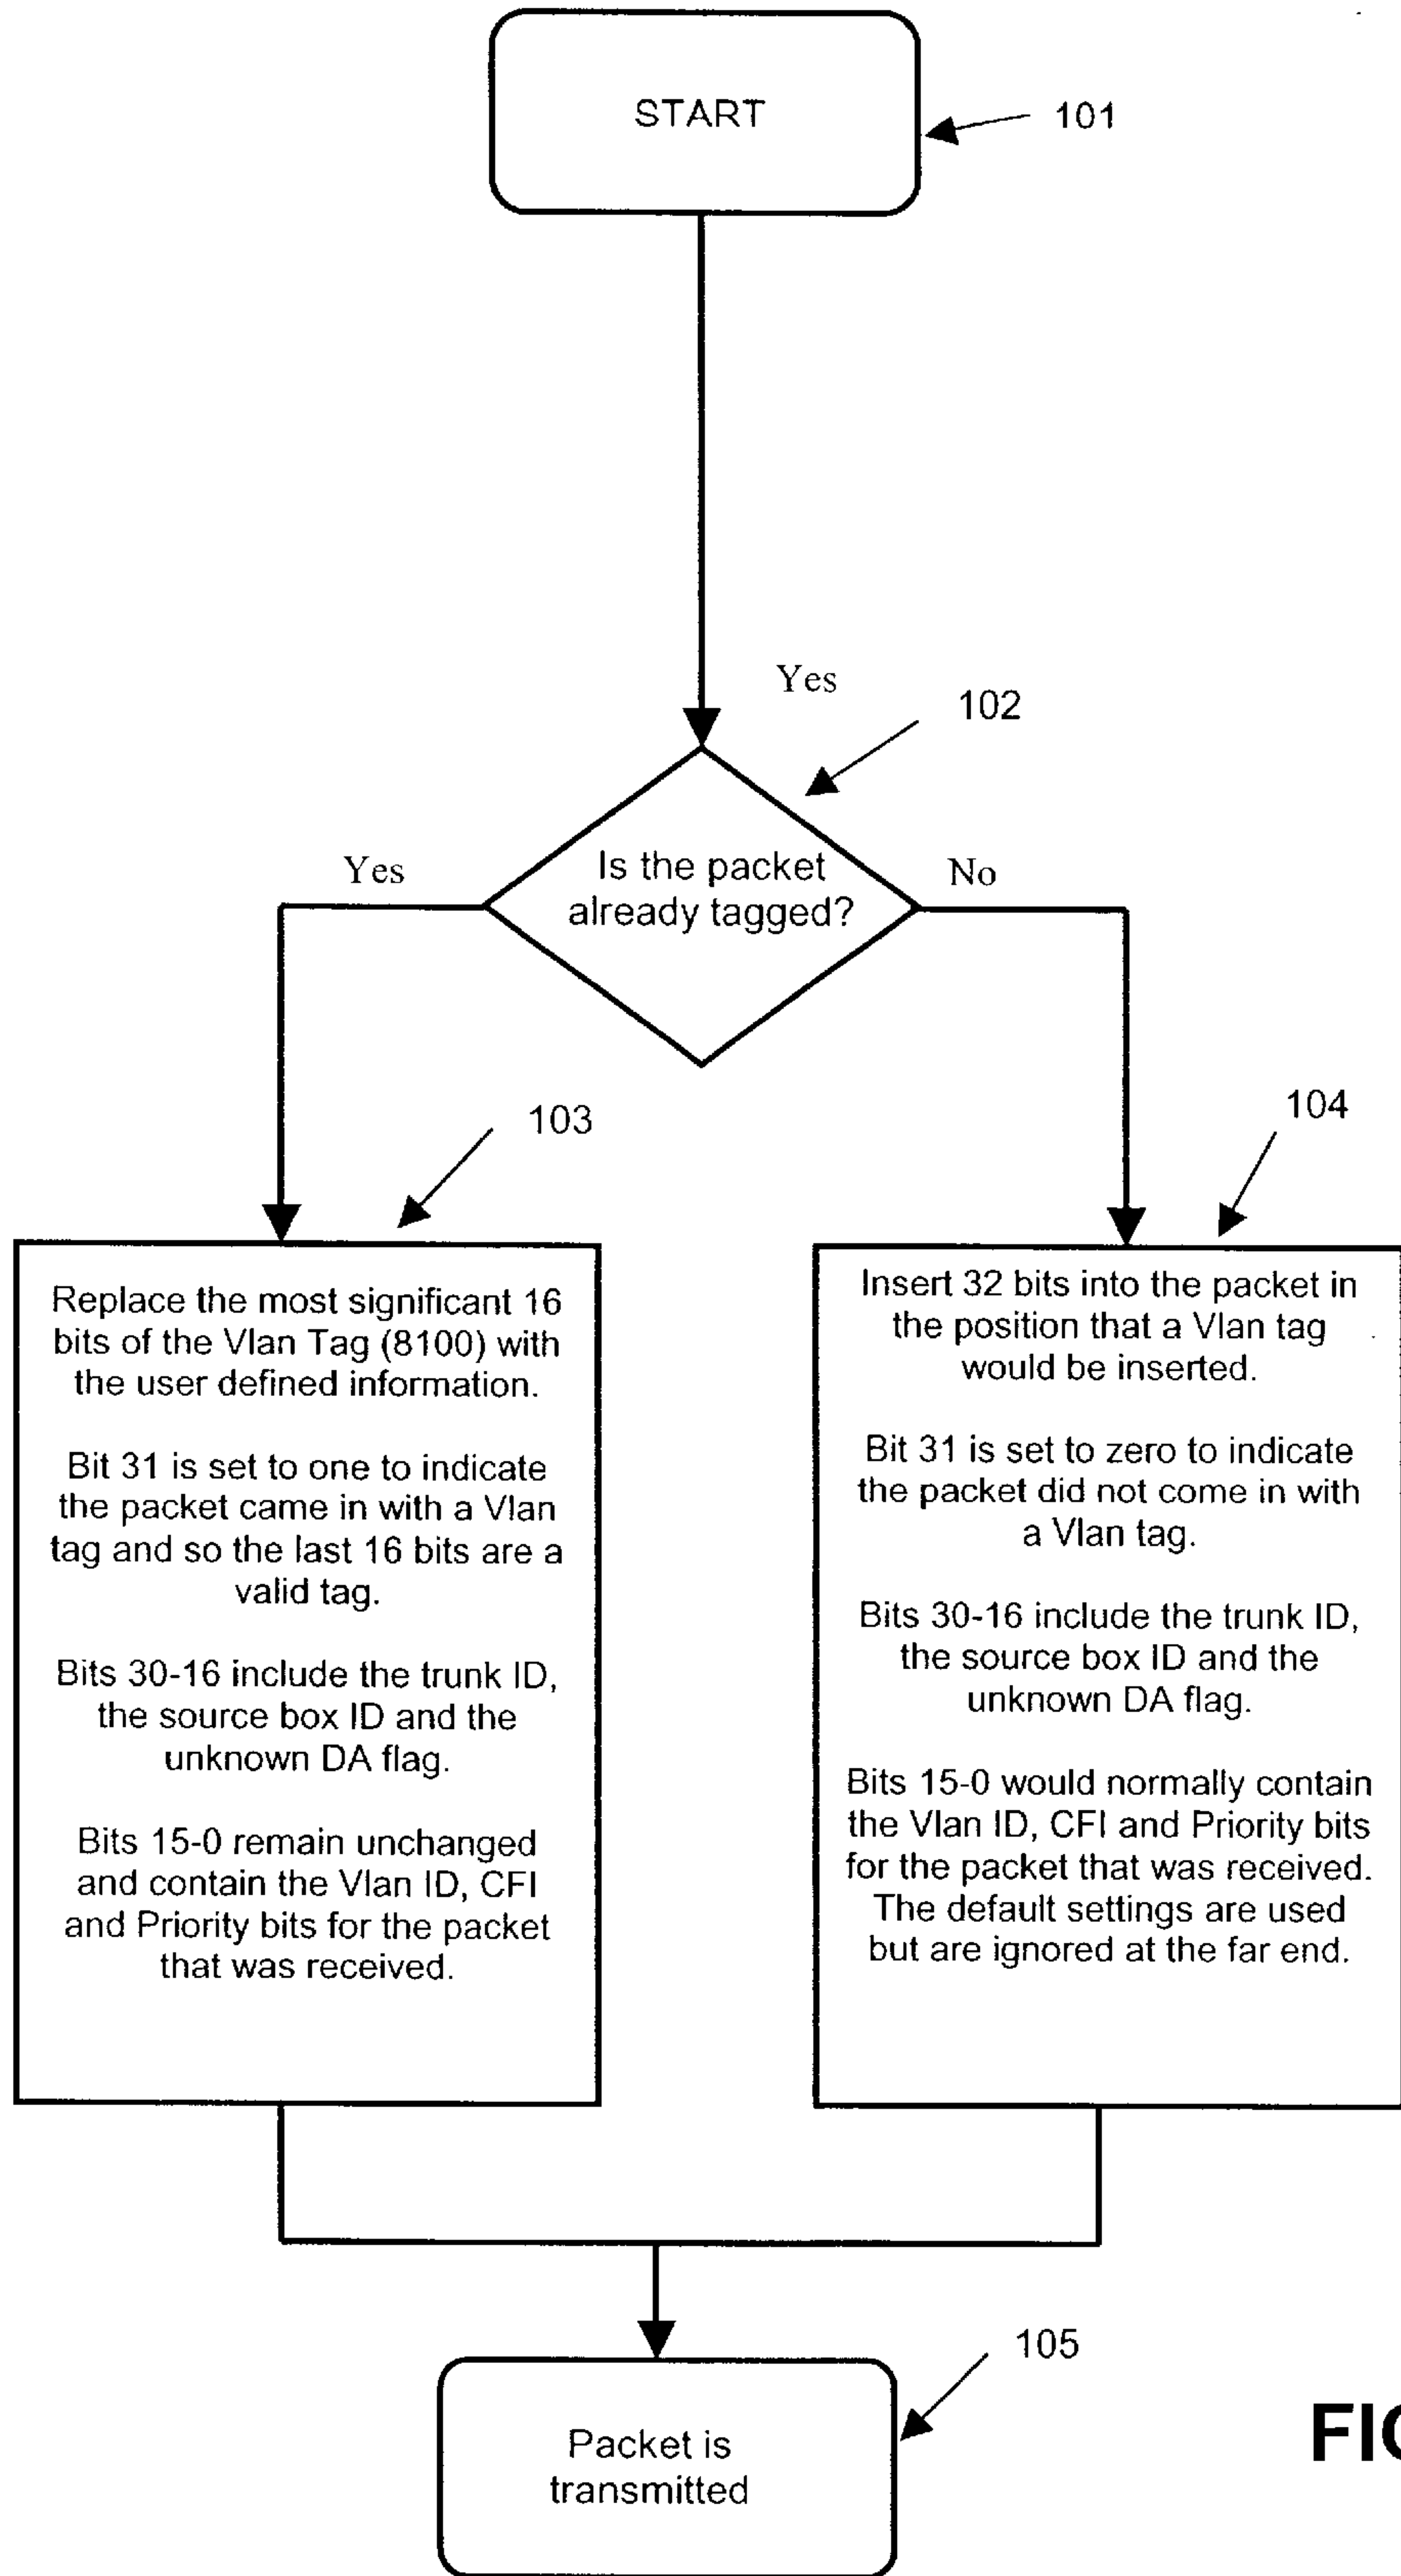 START
101
Yes
102
Is the packet
already tagged?
Yes
No
103
104
Replace the most significant 16
bits of the Vlan Tag (8100) with
the user defined information.
Bit 31 is set to one to indicate
the packet came in with a Vlan
tag and so the last 16 bits are a
valid tag.
Bits 30-16 include the trunk ID,
the source box ID and the
unknown DA flag.
Bits 15-0 remain unchanged
and contain the Vlan ID, CFI
and Priority bits for the packet
that was received.
Insert 32 bits into the packet in
the position that a Vlan tag
would be inserted.
Bit 31 is set to zero to indicate
the packet did not come in with
a Vlan tag.
Bits 30-16 include the trunk ID,
the source box ID and the
unknown DA flag.
Bits 15-0 would normally contain
the Vlan ID, CFI and Priority bits
for the packet that was received.
The default settings are used
but are ignored at the far end.
105
Packet is
transmitted